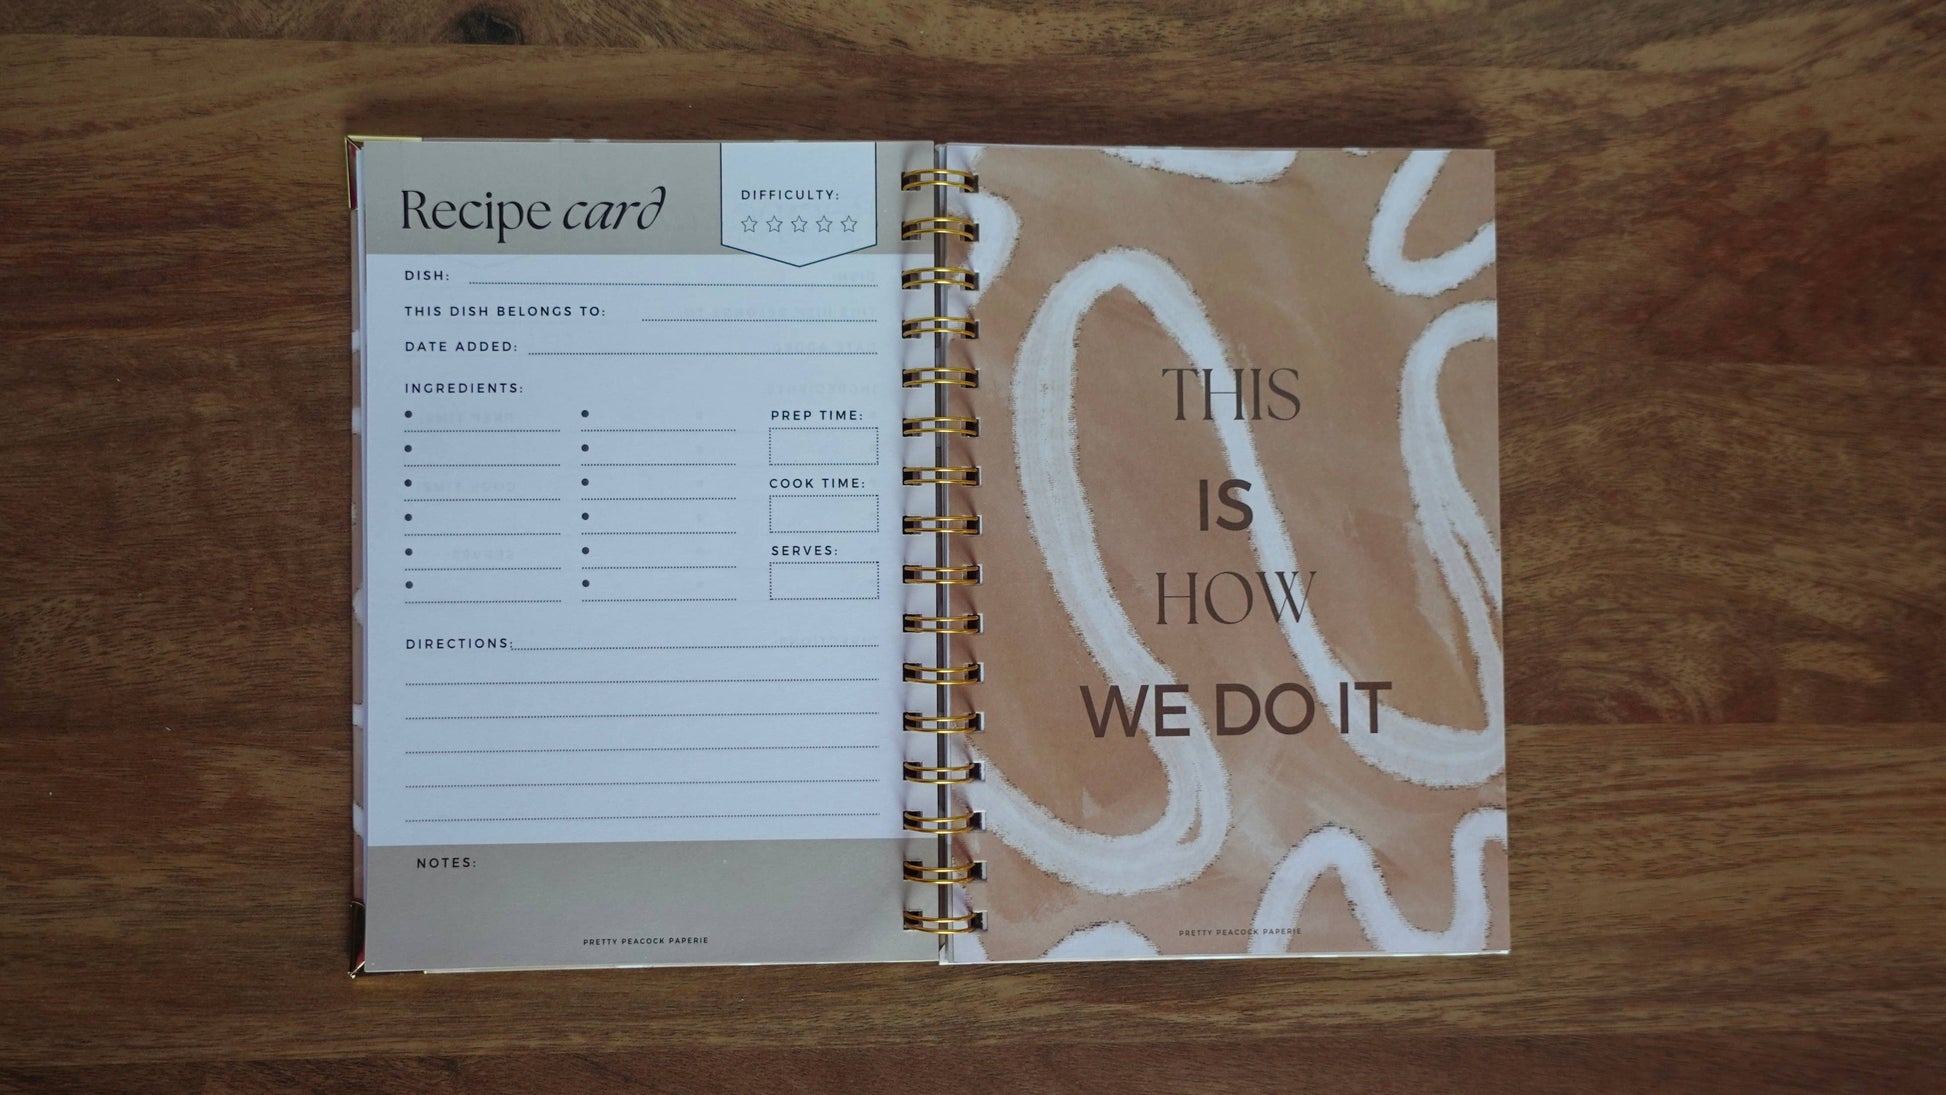 Recipe card
DIFFICULTY:
DISH:
THIS DISH BELONGS TO:
DATE ADDED:
INGREDIENTS:
PREP TIME:
COOK TIME:
SERVES:
DIRECTIONS:
NOTES:
PRETTY PEACOCK PAPERIE
THIS
IS
HOW
WE DO IT
PRETTY PEACOCK PAPERIE